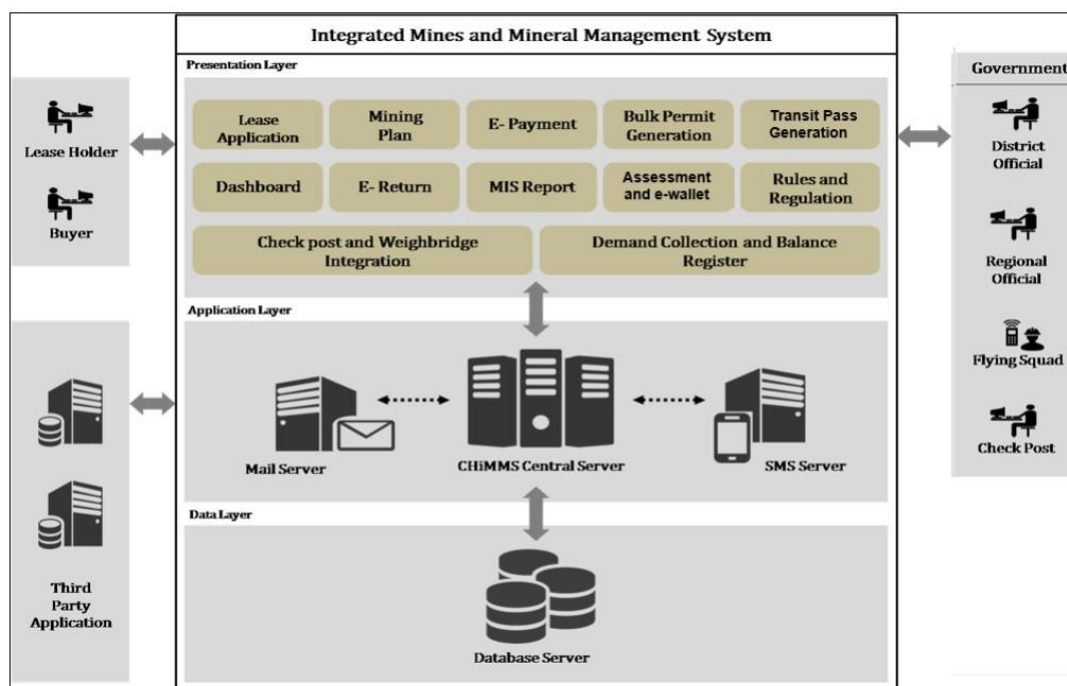 Integrated Mines and Mineral Management System
Presentation Layer
Lease
Application
Mining
Plan
E- Payment
Bulk Permit
Generation
Transit Pass
Generation
Dashboard
E- Return
MIS Report
Assessment
and e-wallet
Rules and
Regulation
Check post and Weighbridge
Integration
Demand Collection and Balance
Register
Application Layer
Mail Server
CHiMMS Central Server
SMS Server
Data Layer
Database Server
Lease Holder
Buyer
Third
Party
Application
Government
District
Official
Regional
Official
Flying Squad
Check Post